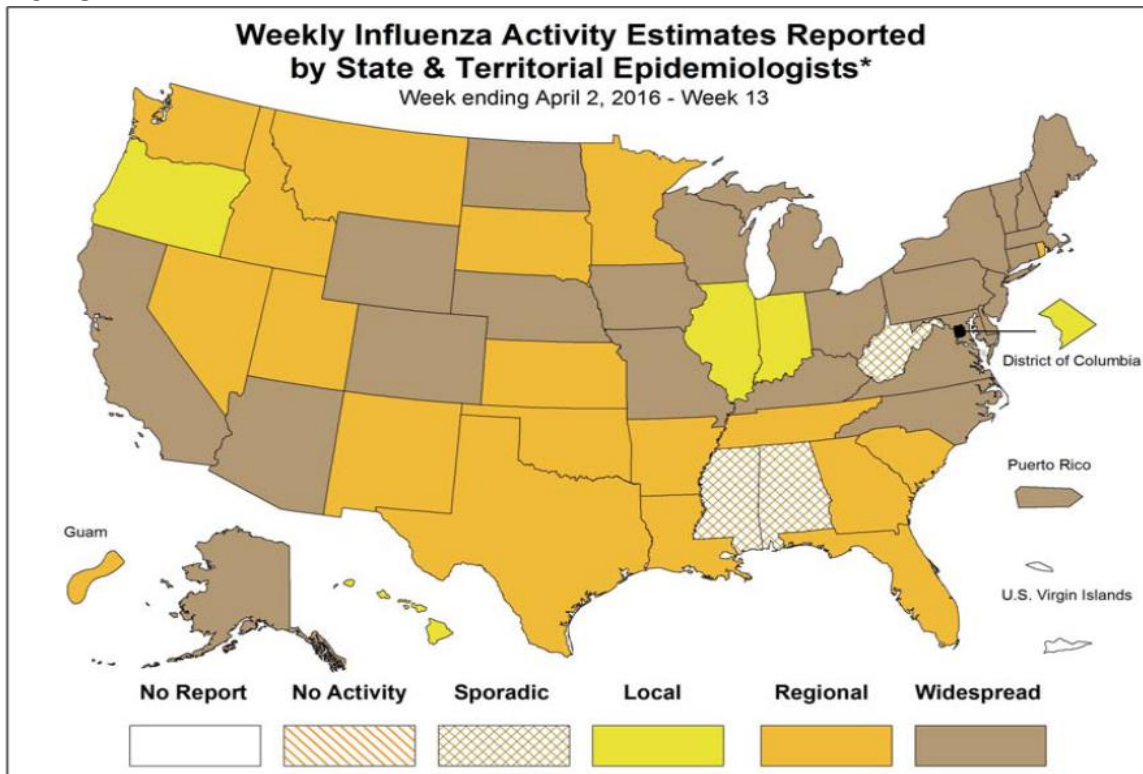 Weekly Influenza Activity Estimates Reported
by State & Territorial Epidemiologists*
Week ending April 2, 2016 - Week 13
District of Columbia
Puerto Rico
Guam
U.S. Virgin Islands
No Report
No Activity
Sporadic
Local
Regional
Widespread